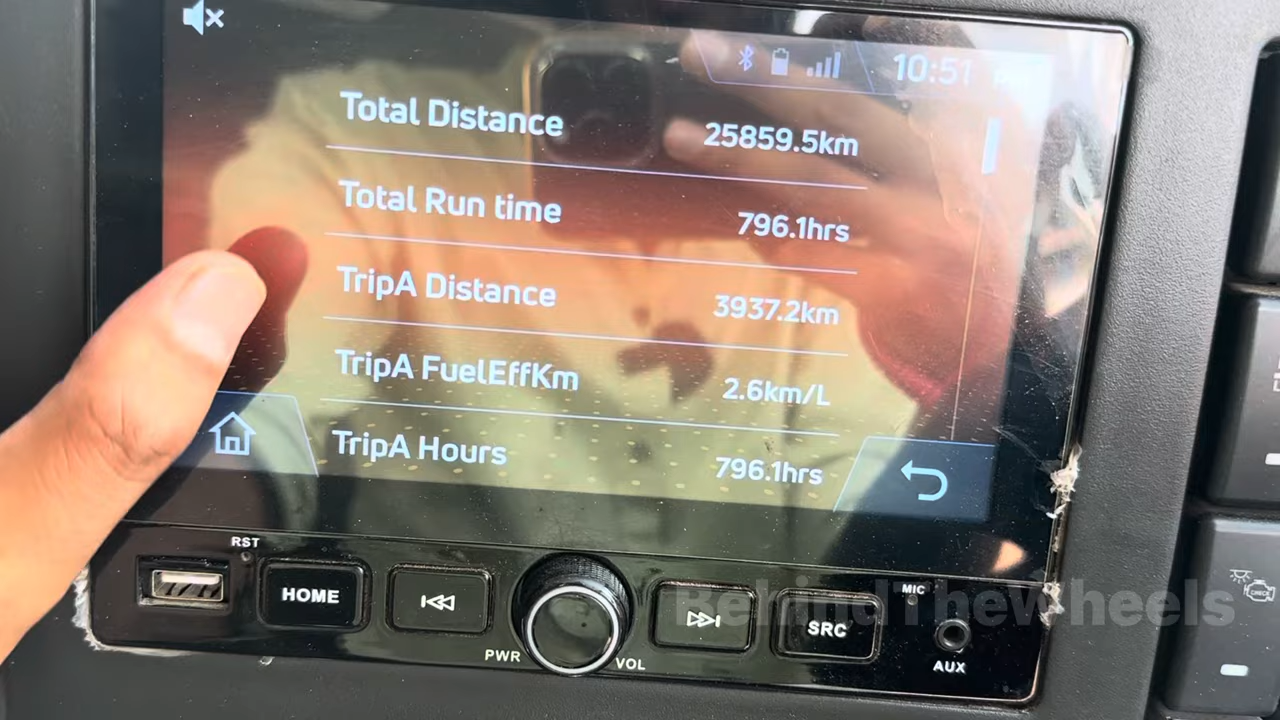 10:51
Total Distance 25859.5km
Total Run time 796.1hrs
TripA Distance 3937.2km
TripA FuelEffKm 2.6km/L
TripA Hours 796.1hrs
RST
HOME
PWR
VOL
SRC
MIC
AUX
CHECK
BehindThewheels